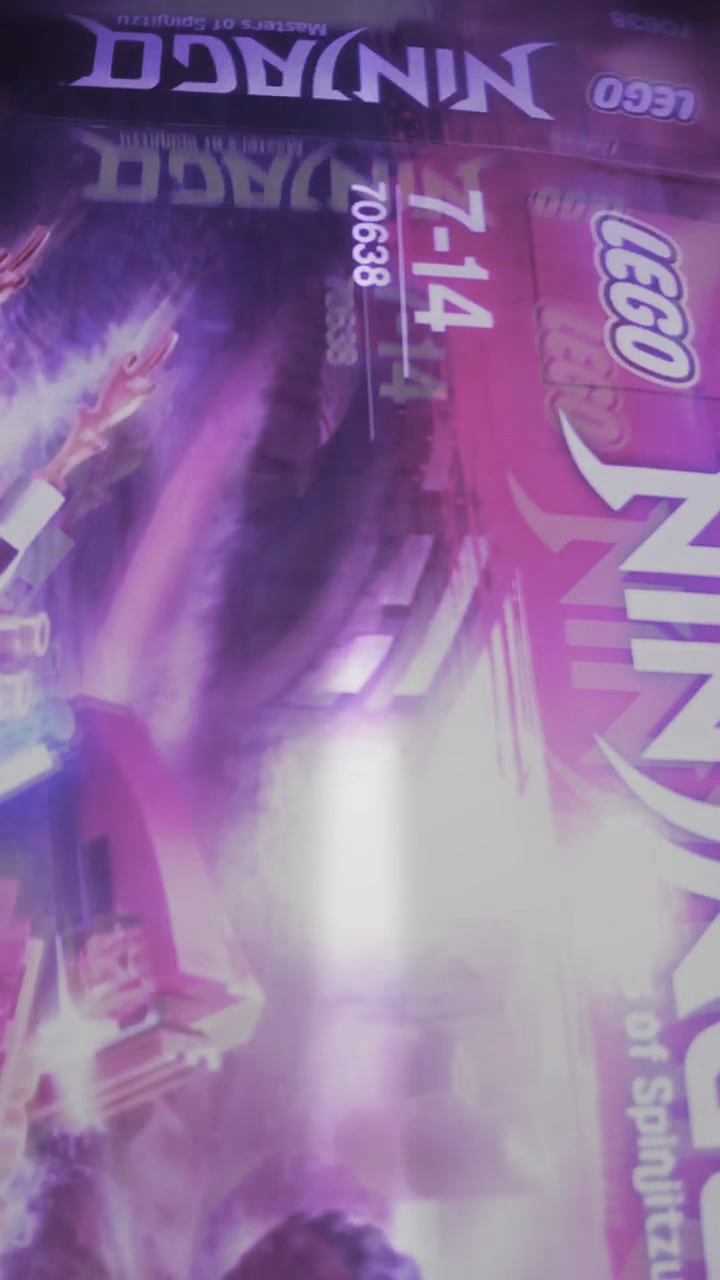 Masters of Spinjitzu
NINJAGO
LEGO
70638
7-14
70638
LEGO
NINJAGO
of Spinjitzu